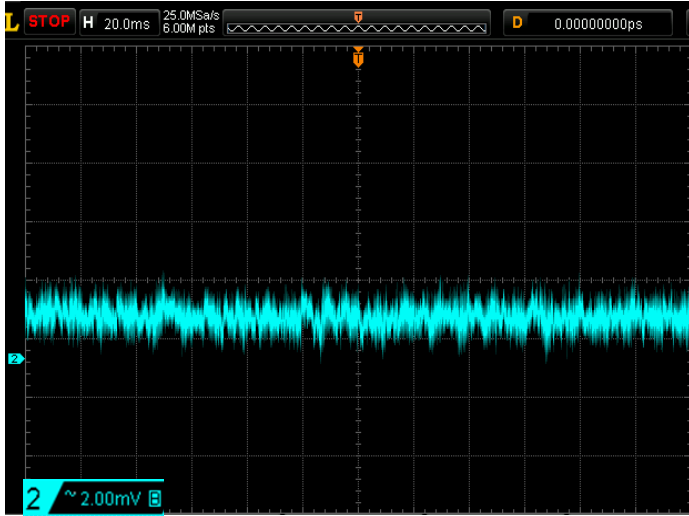 L STOP H 20.0ms 25.0MSa/s 6.00M pts T D 0.00000000ps
T
2
2 ~ 2.00mV B